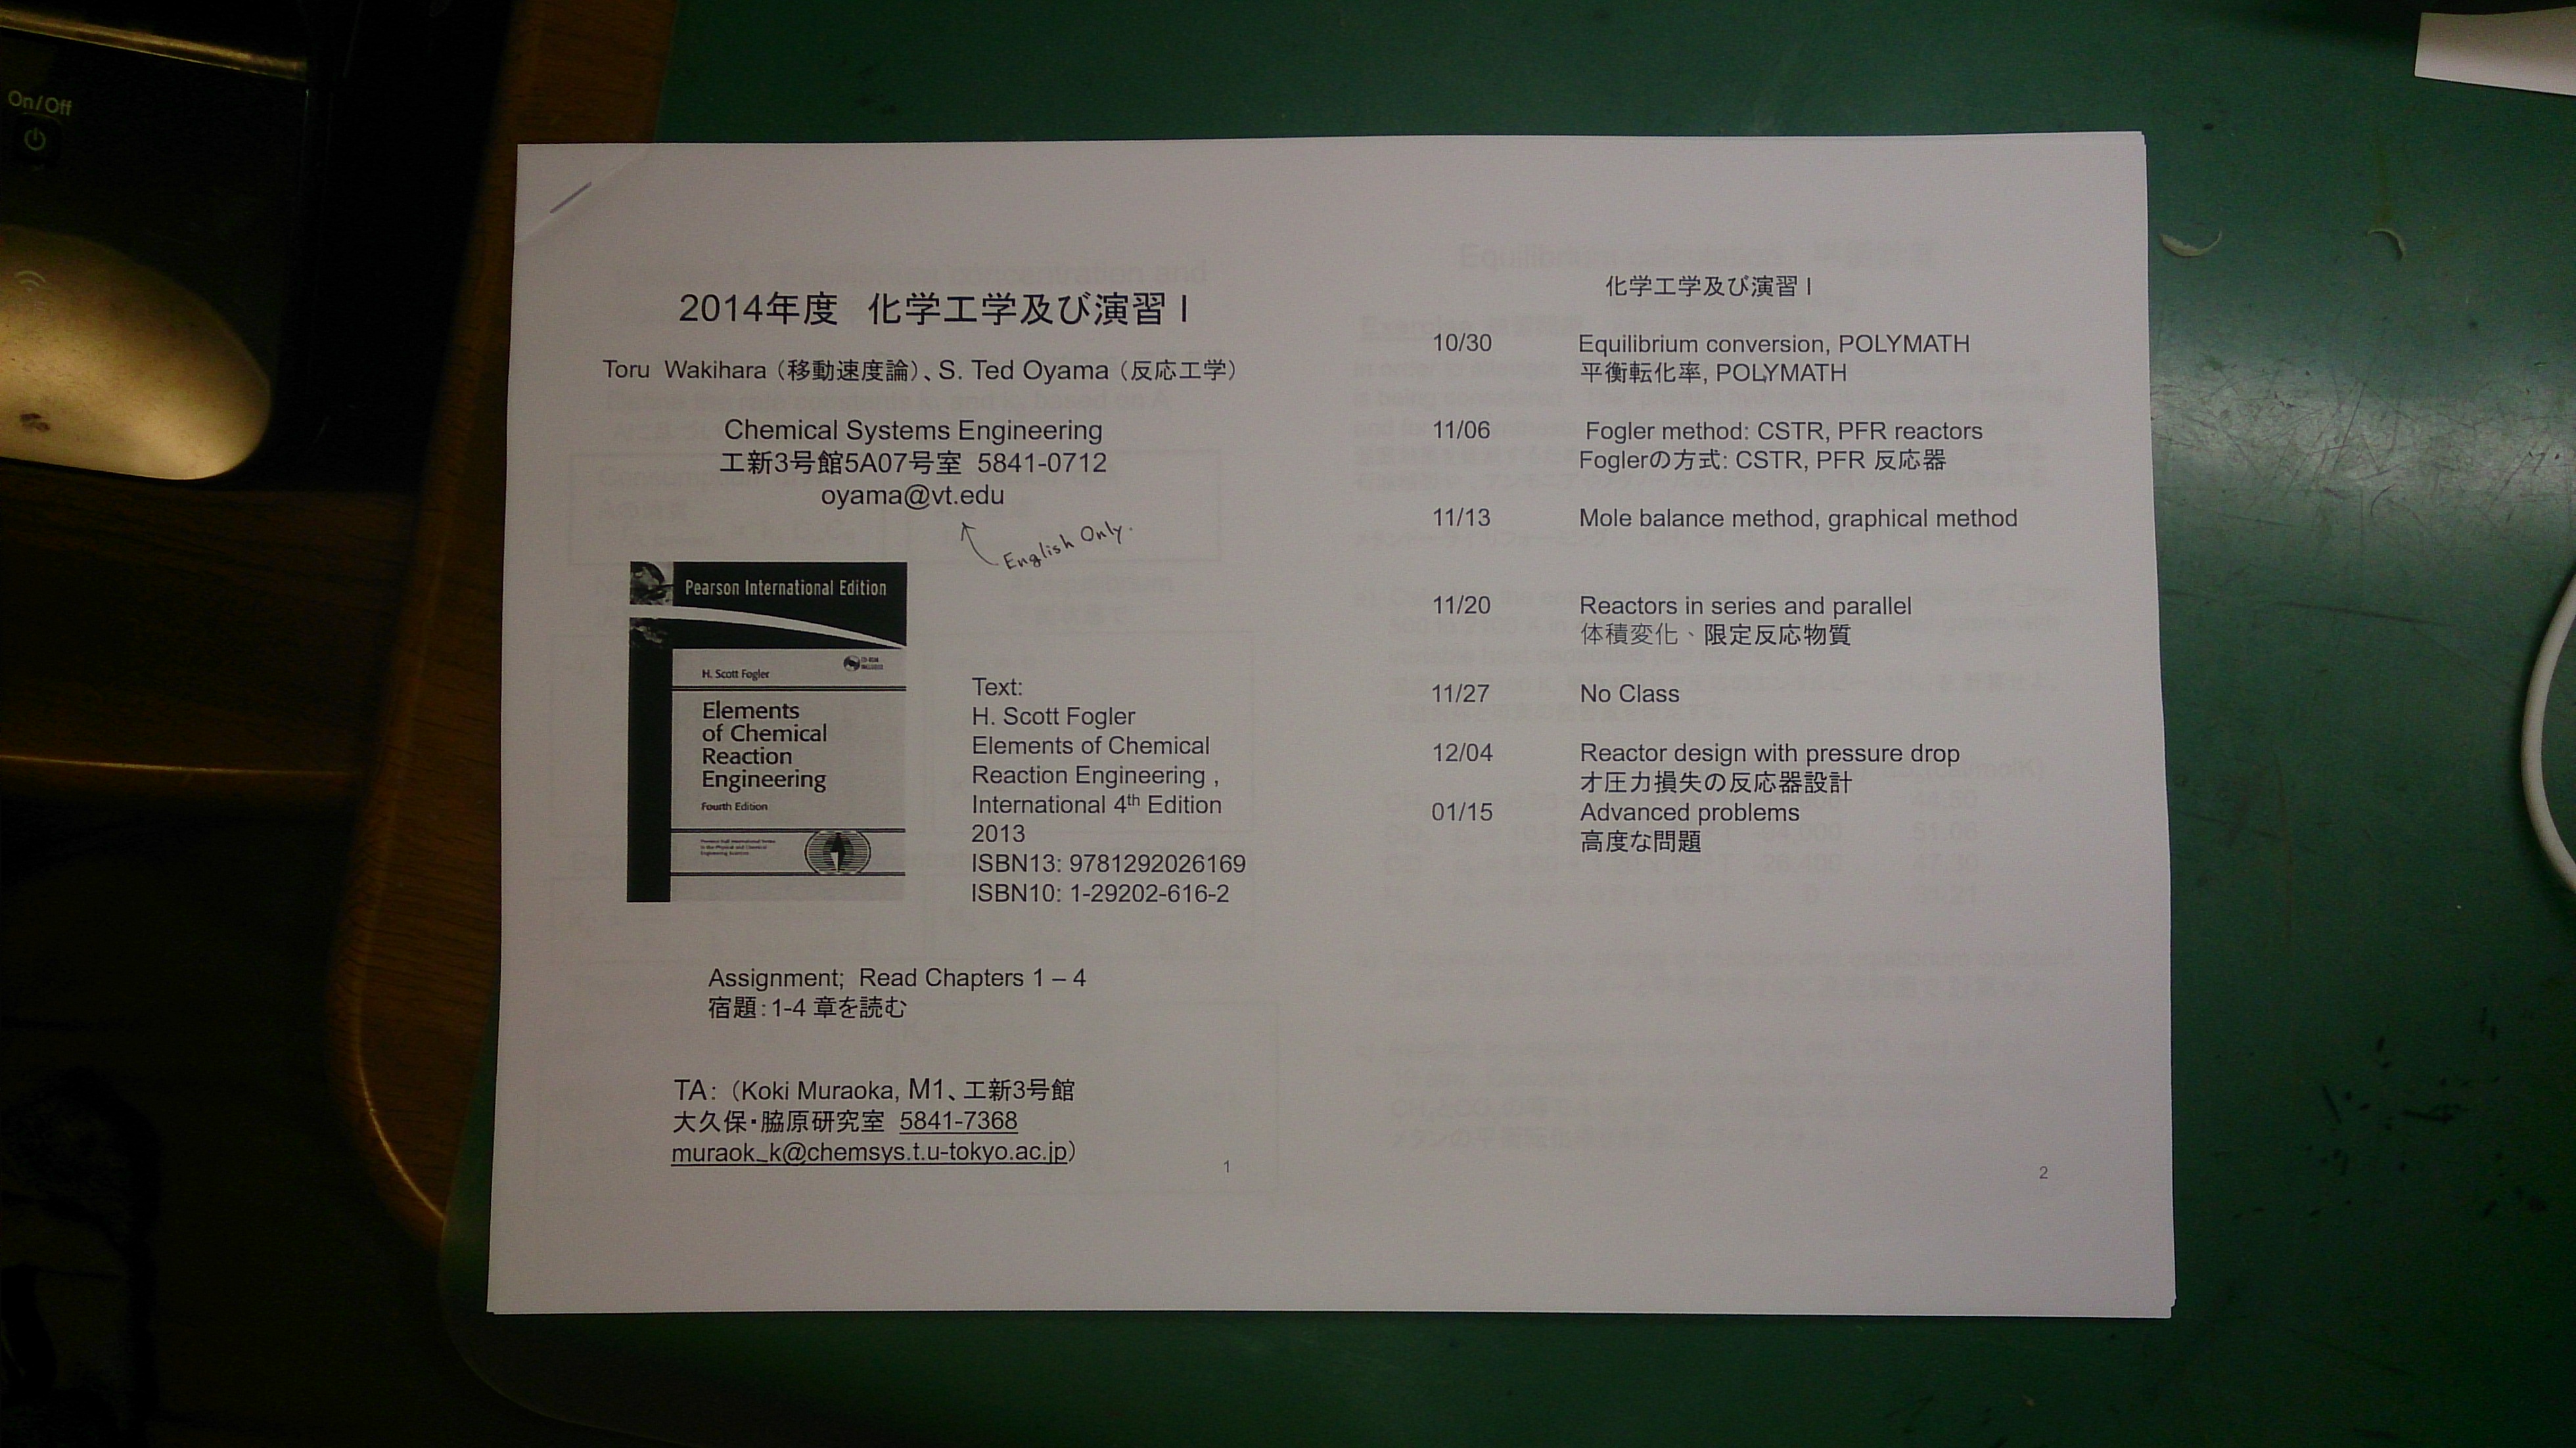 On/Off
2014年度 化学工学及び演習 I
Toru Wakihara（移動速度論）、S. Ted Oyama（反応工学）
Chemical Systems Engineering
工新3号館5A07号室 5841-0712
oyama@vt.edu
English Only.
Pearson International Edition
CD-ROM
INCLUDED
H. Scott Fogler
Elements
of Chemical
Reaction
Engineering
Fourth Edition
Text:
H. Scott Fogler
Elements of Chemical
Reaction Engineering ,
International 4th Edition
2013
ISBN13: 9781292026169
ISBN10: 1-29202-616-2
Assignment; Read Chapters 1 – 4
宿題：1-4 章を読む
TA：（Koki Muraoka, M1、工新3号館
大久保・脇原研究室 5841-7368
muraok_k@chemsys.t.u-tokyo.ac.jp）
1
化学工学及び演習 I
10/30 Equilibrium conversion, POLYMATH
平衡転化率, POLYMATH
11/06 Fogler method: CSTR, PFR reactors
Foglerの方式: CSTR, PFR 反応器
11/13 Mole balance method, graphical method
11/20 Reactors in series and parallel
体積変化、限定反応物質
11/27 No Class
12/04 Reactor design with pressure drop
才圧力損失の反応器設計
01/15 Advanced problems
高度な問題
2